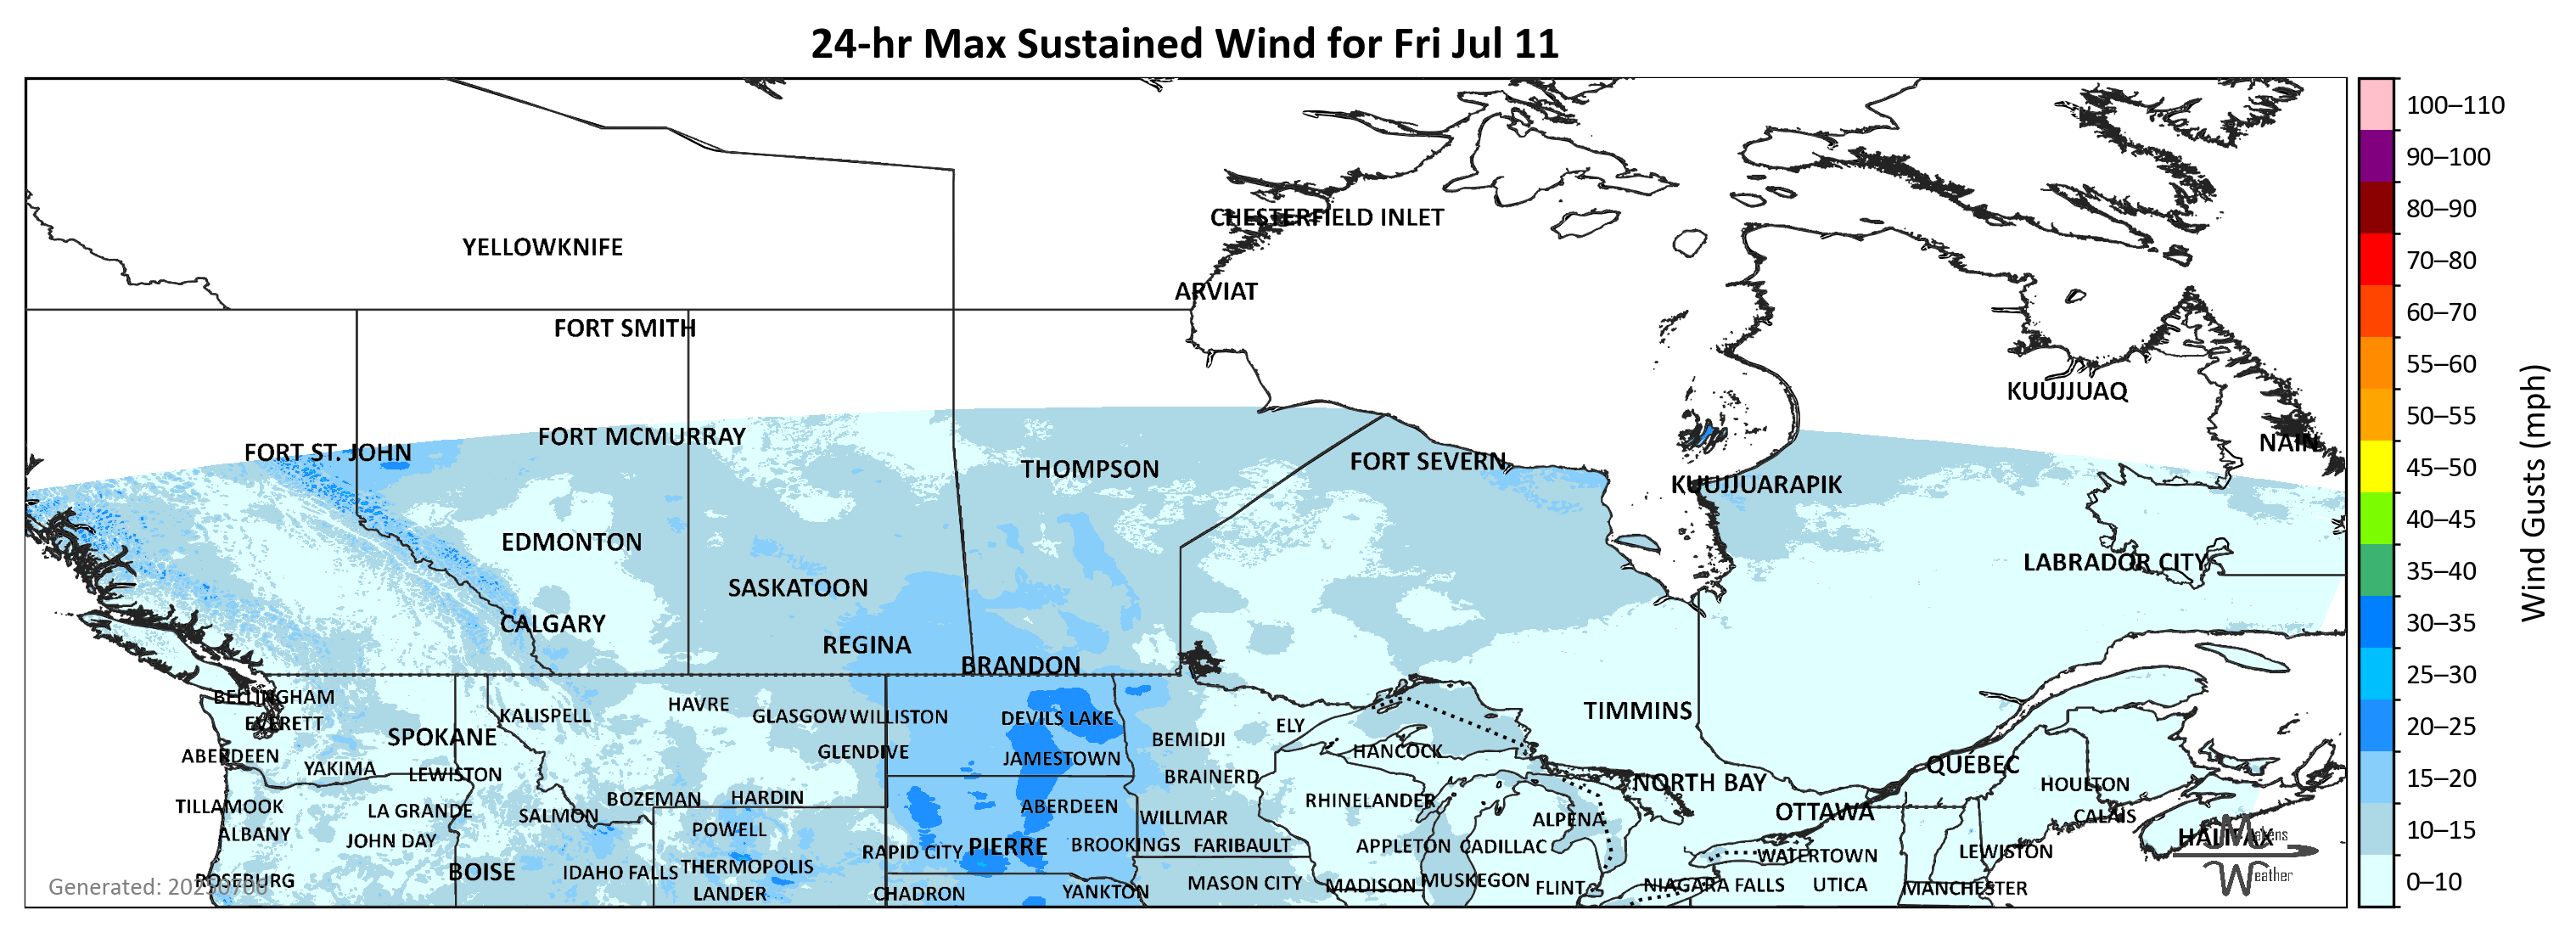 24-hr Max Sustained Wind for Fri Jul 11
100–110
90–100
80–90
70–80
60–70
55–60
50–55
45–50
40–45
35–40
30–35
25–30
20–25
15–20
10–15
0–10
Wind Gusts (mph)
CHESTERFIELD INLET
YELLOWKNIFE
ARVIAT
FORT SMITH
KUUJJUAQ
FORT MCMURRAY
NAIN
FORT ST. JOHN
FORT SEVERN
THOMPSON
KUUJJUARAPIK
EDMONTON
LABRADOR CITY
SASKATOON
CALGARY
REGINA
BRANDON
BELLINGHAM
HAVRE
TIMMINS
KALISPELL
GLASGOW
WILLISTON
DEVILS LAKE
EVERETT
ELY
SPOKANE
BEMIDJI
HANCOCK
GLENDIVE
ABERDEEN
JAMESTOWN
QUÉBEC
YAKIMA
LEWISTON
BRAINERD
NORTH BAY
HOULTON
BOZEMAN
HARDIN
RHINELANDER
TILLAMOOK
LA GRANDE
ABERDEEN
OTTAWA
SALMON
WILLMAR
CALAIS
ALPENA
POWELL
ALBANY
HALIFAX
JOHN DAY
PIERRE
BROOKINGS
FARIBAULT
APPLETON
CADILLAC
RAPID CITY
LEWISTON
WATERTOWN
THERMOPOLIS
BOISE
IDAHO FALLS
ROSEBURG
MUSKEGON
MASON CITY
MADISON
NIAGARA FALLS
UTICA
FLINT
MANCHESTER
YANKTON
LANDER
CHADRON
Generated:
Makens
Weather